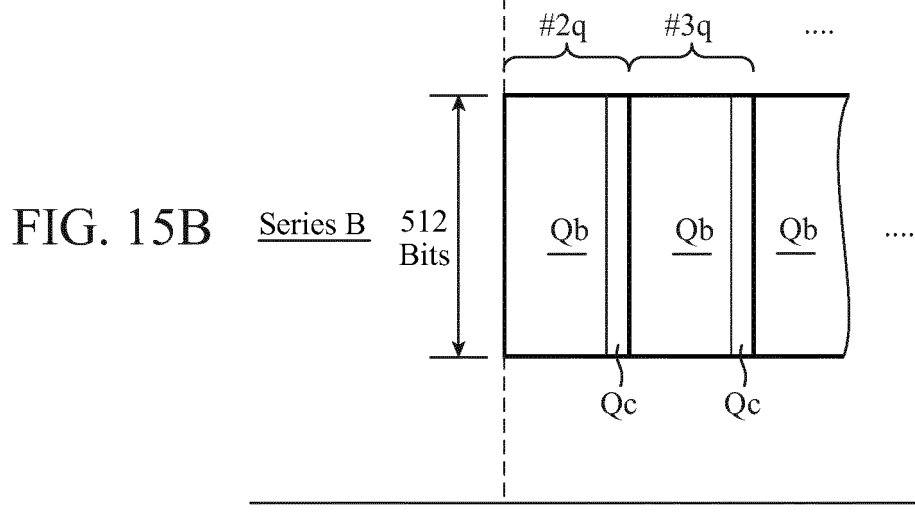 #2q #3q ....
FIG. 15B Series B 512 Bits Qb Qb Qb ....
Qc Qc